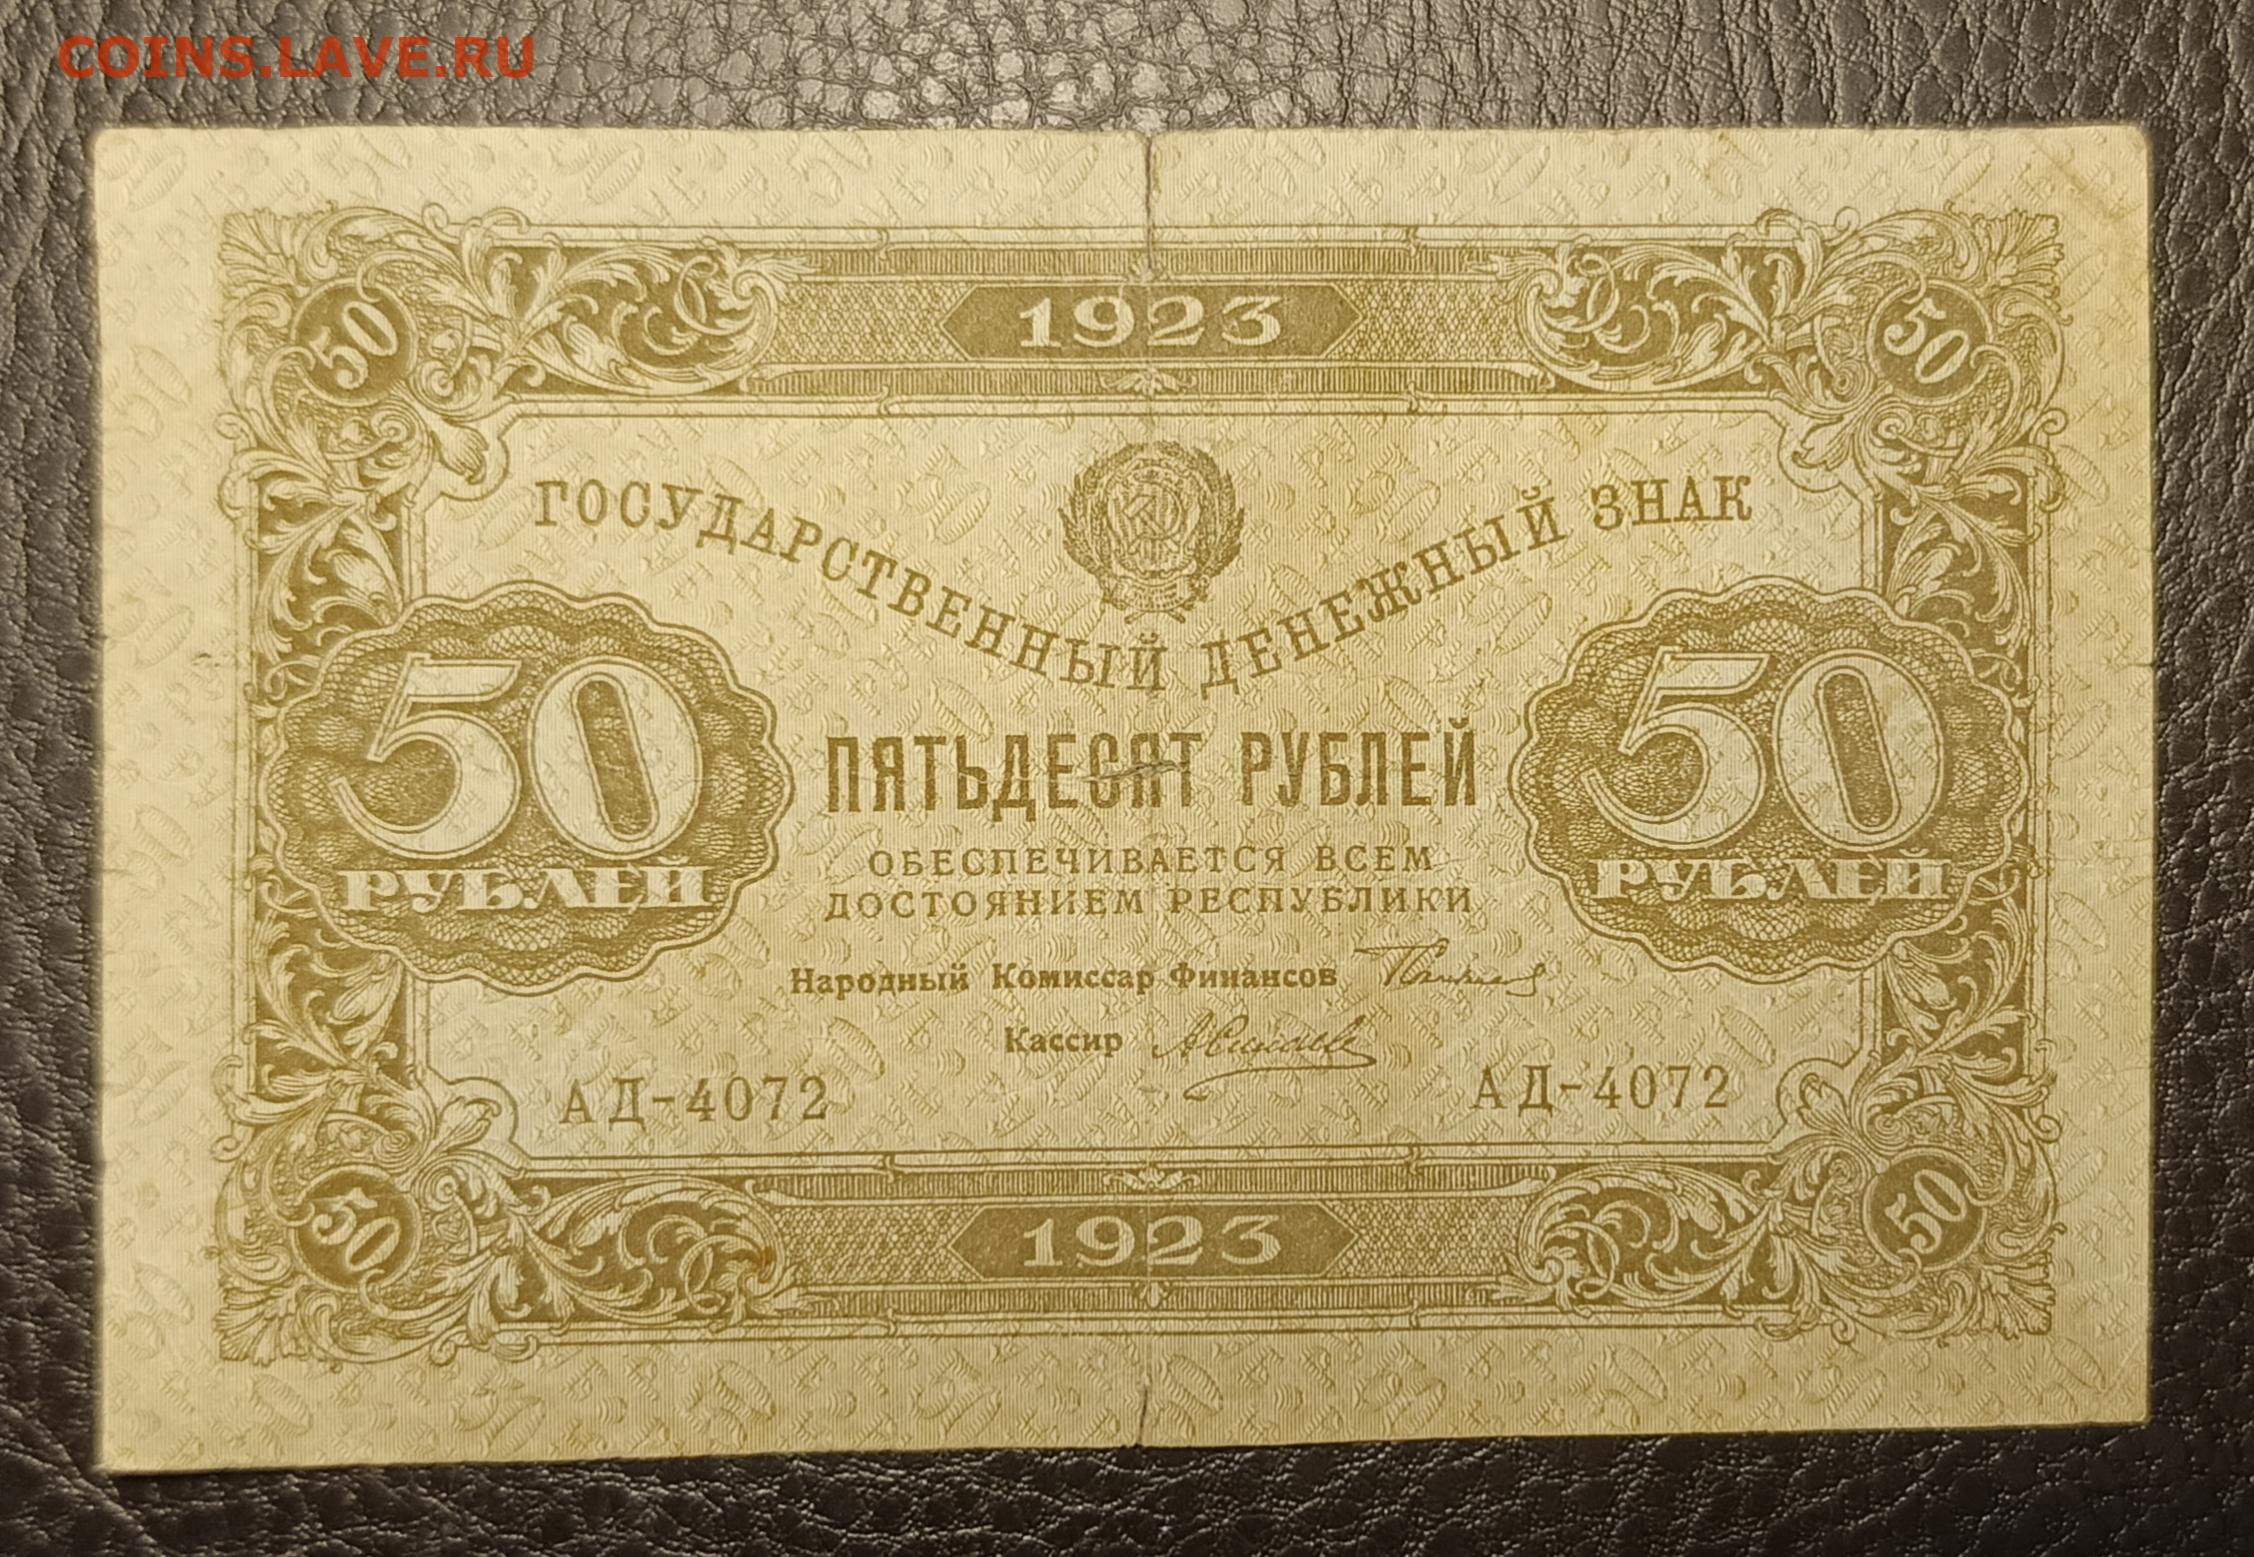 COINS.LAVE.RU
1923
50 50
ГОСУДАРСТВЕННЫЙ ДЕНЕЖНЫЙ ЗНАК
50 РУБЛЕЙ
ПЯТЬДЕСЯТ РУБЛЕЙ
50 РУБЛЕЙ
ОБЕСПЕЧИВАЕТСЯ ВСЕМ
ДОСТОЯНИЕМ РЕСПУБЛИКИ
Народный Комиссар Финансов
Кассир
АД-4072 АД-4072
50 50
1923